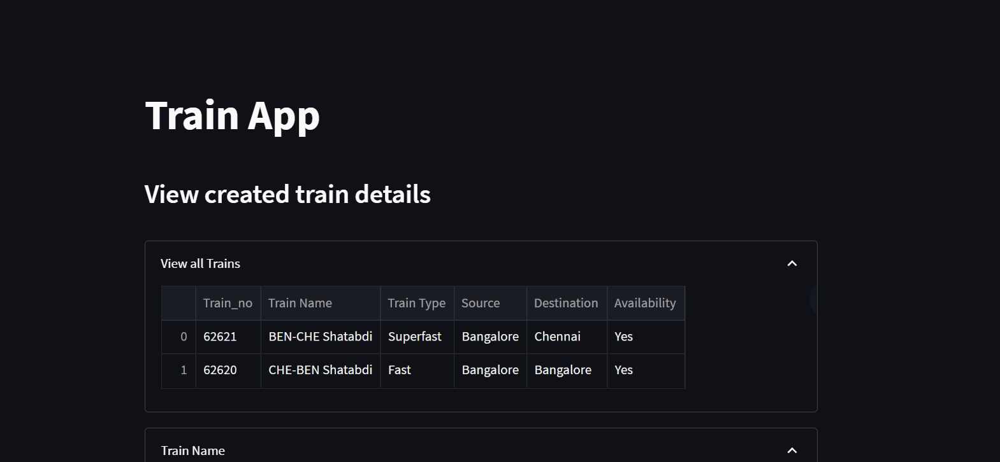 Train App
View created train details
View all Trains
Train_no Train Name Train Type Source Destination Availability
0 62621 BEN-CHE Shatabdi Superfast Bangalore Chennai Yes
1 62620 CHE-BEN Shatabdi Fast Bangalore Bangalore Yes
Train Name